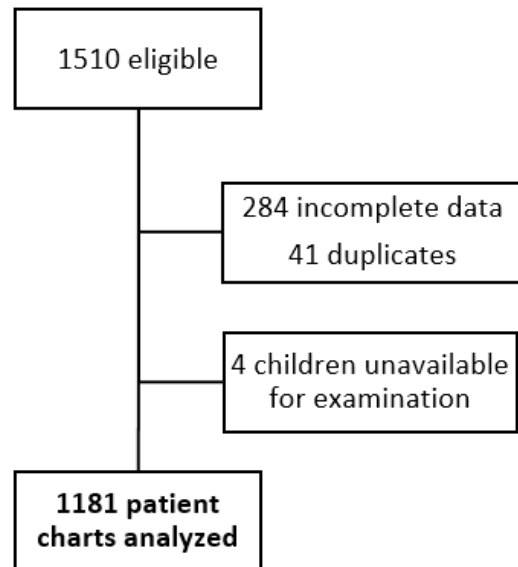 1510 eligible
284 incomplete data
41 duplicates
4 children unavailable
for examination
1181 patient
charts analyzed